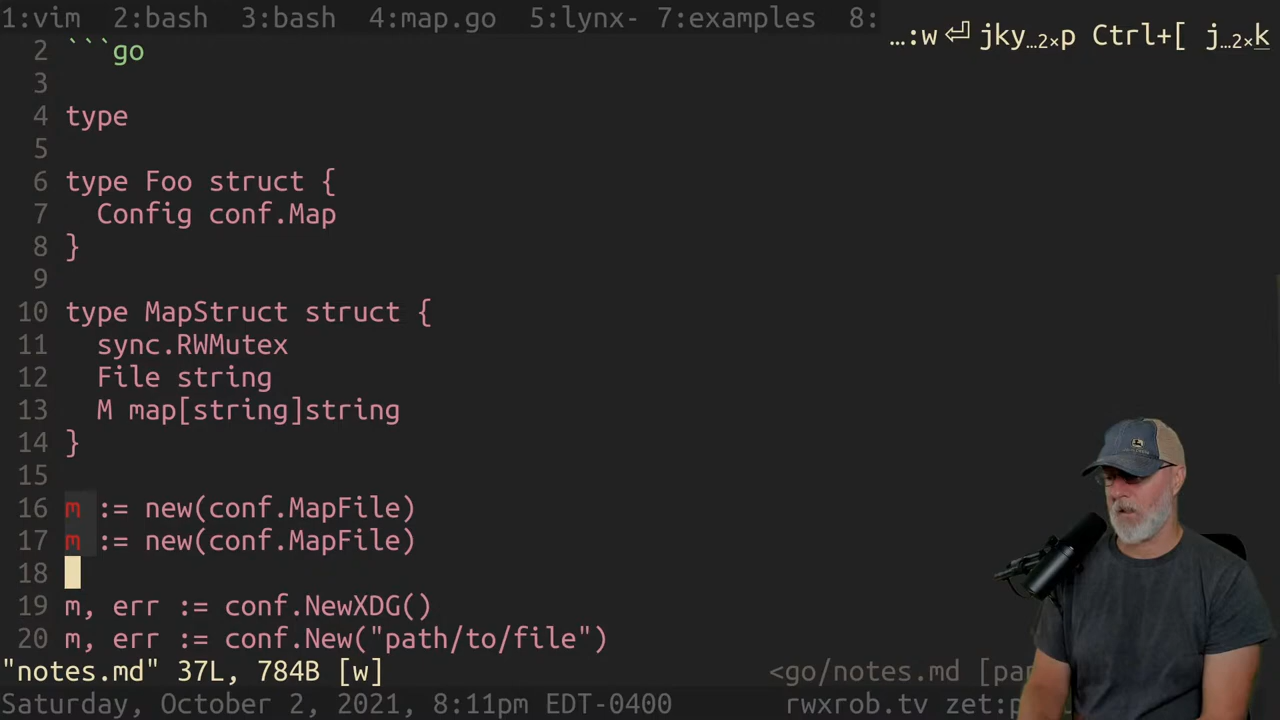 1:vim 2:bash 3:bash 4:map.go 5:lynx- 7:examples 8:
…:w⏎ jky…2×p Ctrl+[ j…2×k
2 ```go
3
4 type
5
6 type Foo struct {
7 Config conf.Map
8 }
9
10 type MapStruct struct {
11 sync.RWMutex
12 File string
13 M map[string]string
14 }
15
16 m := new(conf.MapFile)
17 m := new(conf.MapFile)
18
19 m, err := conf.NewXDG()
20 m, err := conf.New("path/to/file")
"notes.md" 37L, 784B [w] <go/notes.md [pa
Saturday, October 2, 2021, 8:11pm EDT-0400 rwxrob.tv zet:p